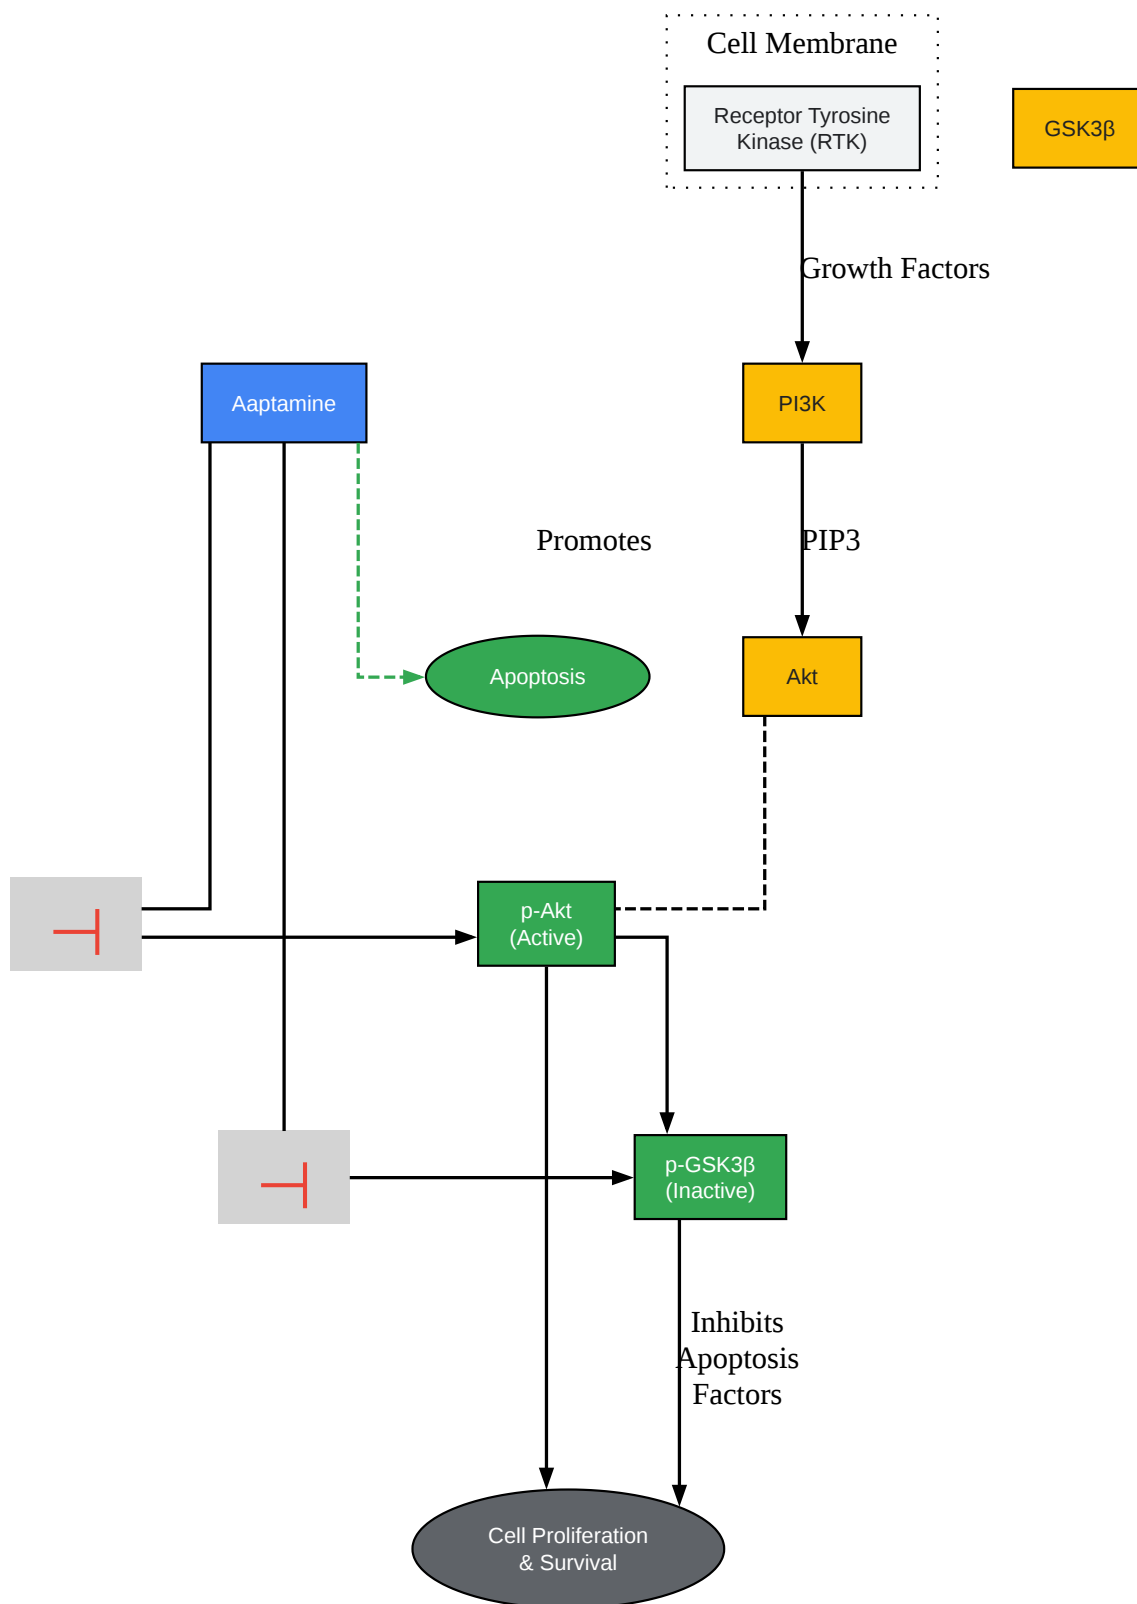 Cell Membrane
Receptor Tyrosine
Kinase (RTK)
GSK3β
Growth Factors
Aaptamine
PI3K
Promotes
PIP3
Apoptosis
Akt
p-Akt
(Active)
p-GSK3β
(Inactive)
Inhibits
Apoptosis
Factors
Cell Proliferation
& Survival